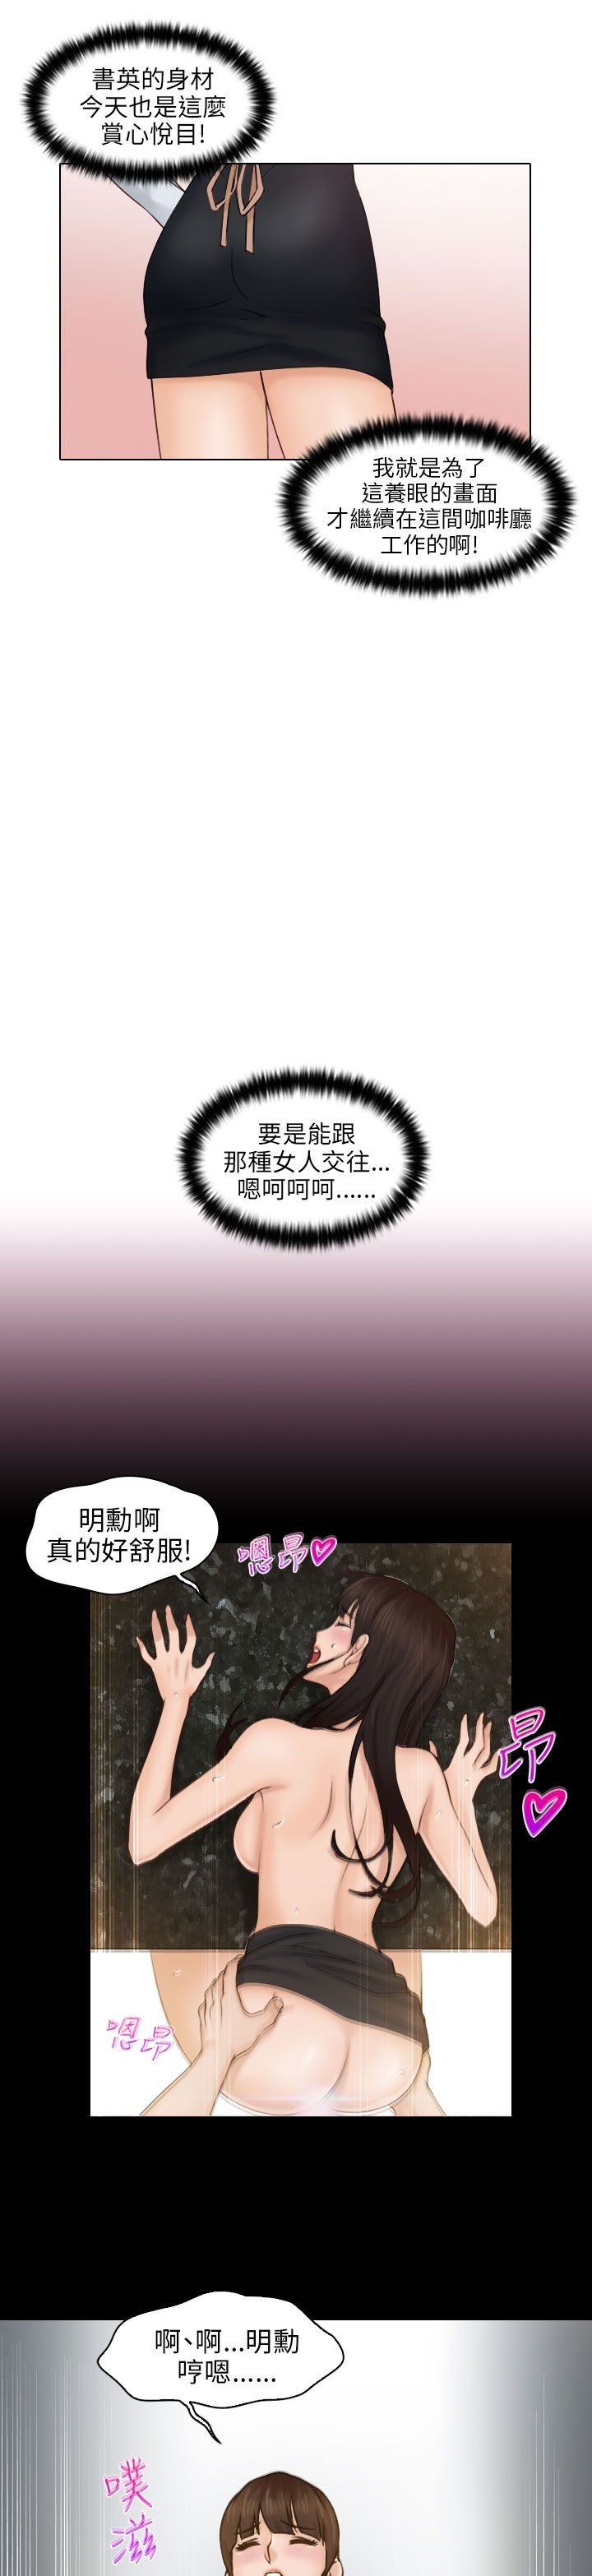 書英的身材
今天也是這麼
賞心悅目!
我就是為了
這養眼的畫面
才繼續在這間咖啡廳
工作的啊!
要是能跟
那種女人交往...
嗯呵呵呵......
明勳啊
真的好舒服!
嗯昂♥
昂♥
嗯昂
啊、啊...明勳
哼嗯......
噗
滋